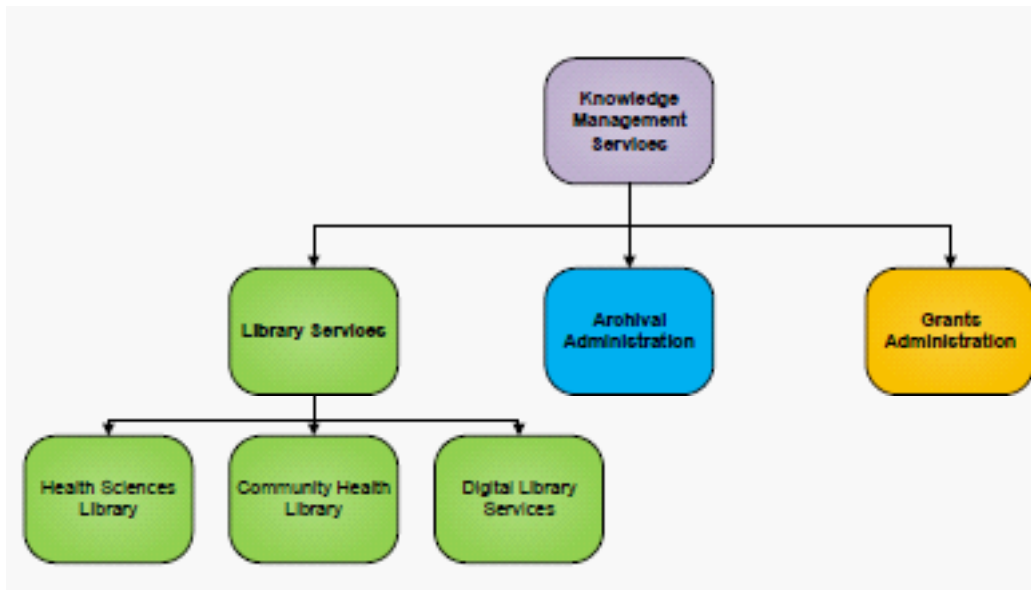 Knowledge
Management
Services
Library Services
Archival
Administration
Grants
Administration
Health Sciences
Library
Community Health
Library
Digital Library
Services